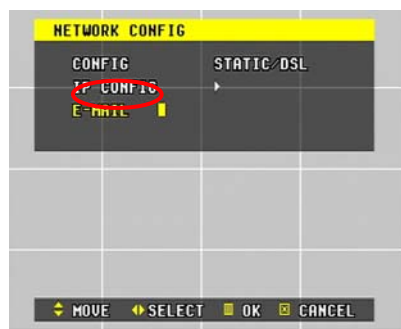 NETWORK CONFIG
CONFIG STATIC/DSL
IP CONFIG
E-MAIL
MOVE SELECT OK CANCEL